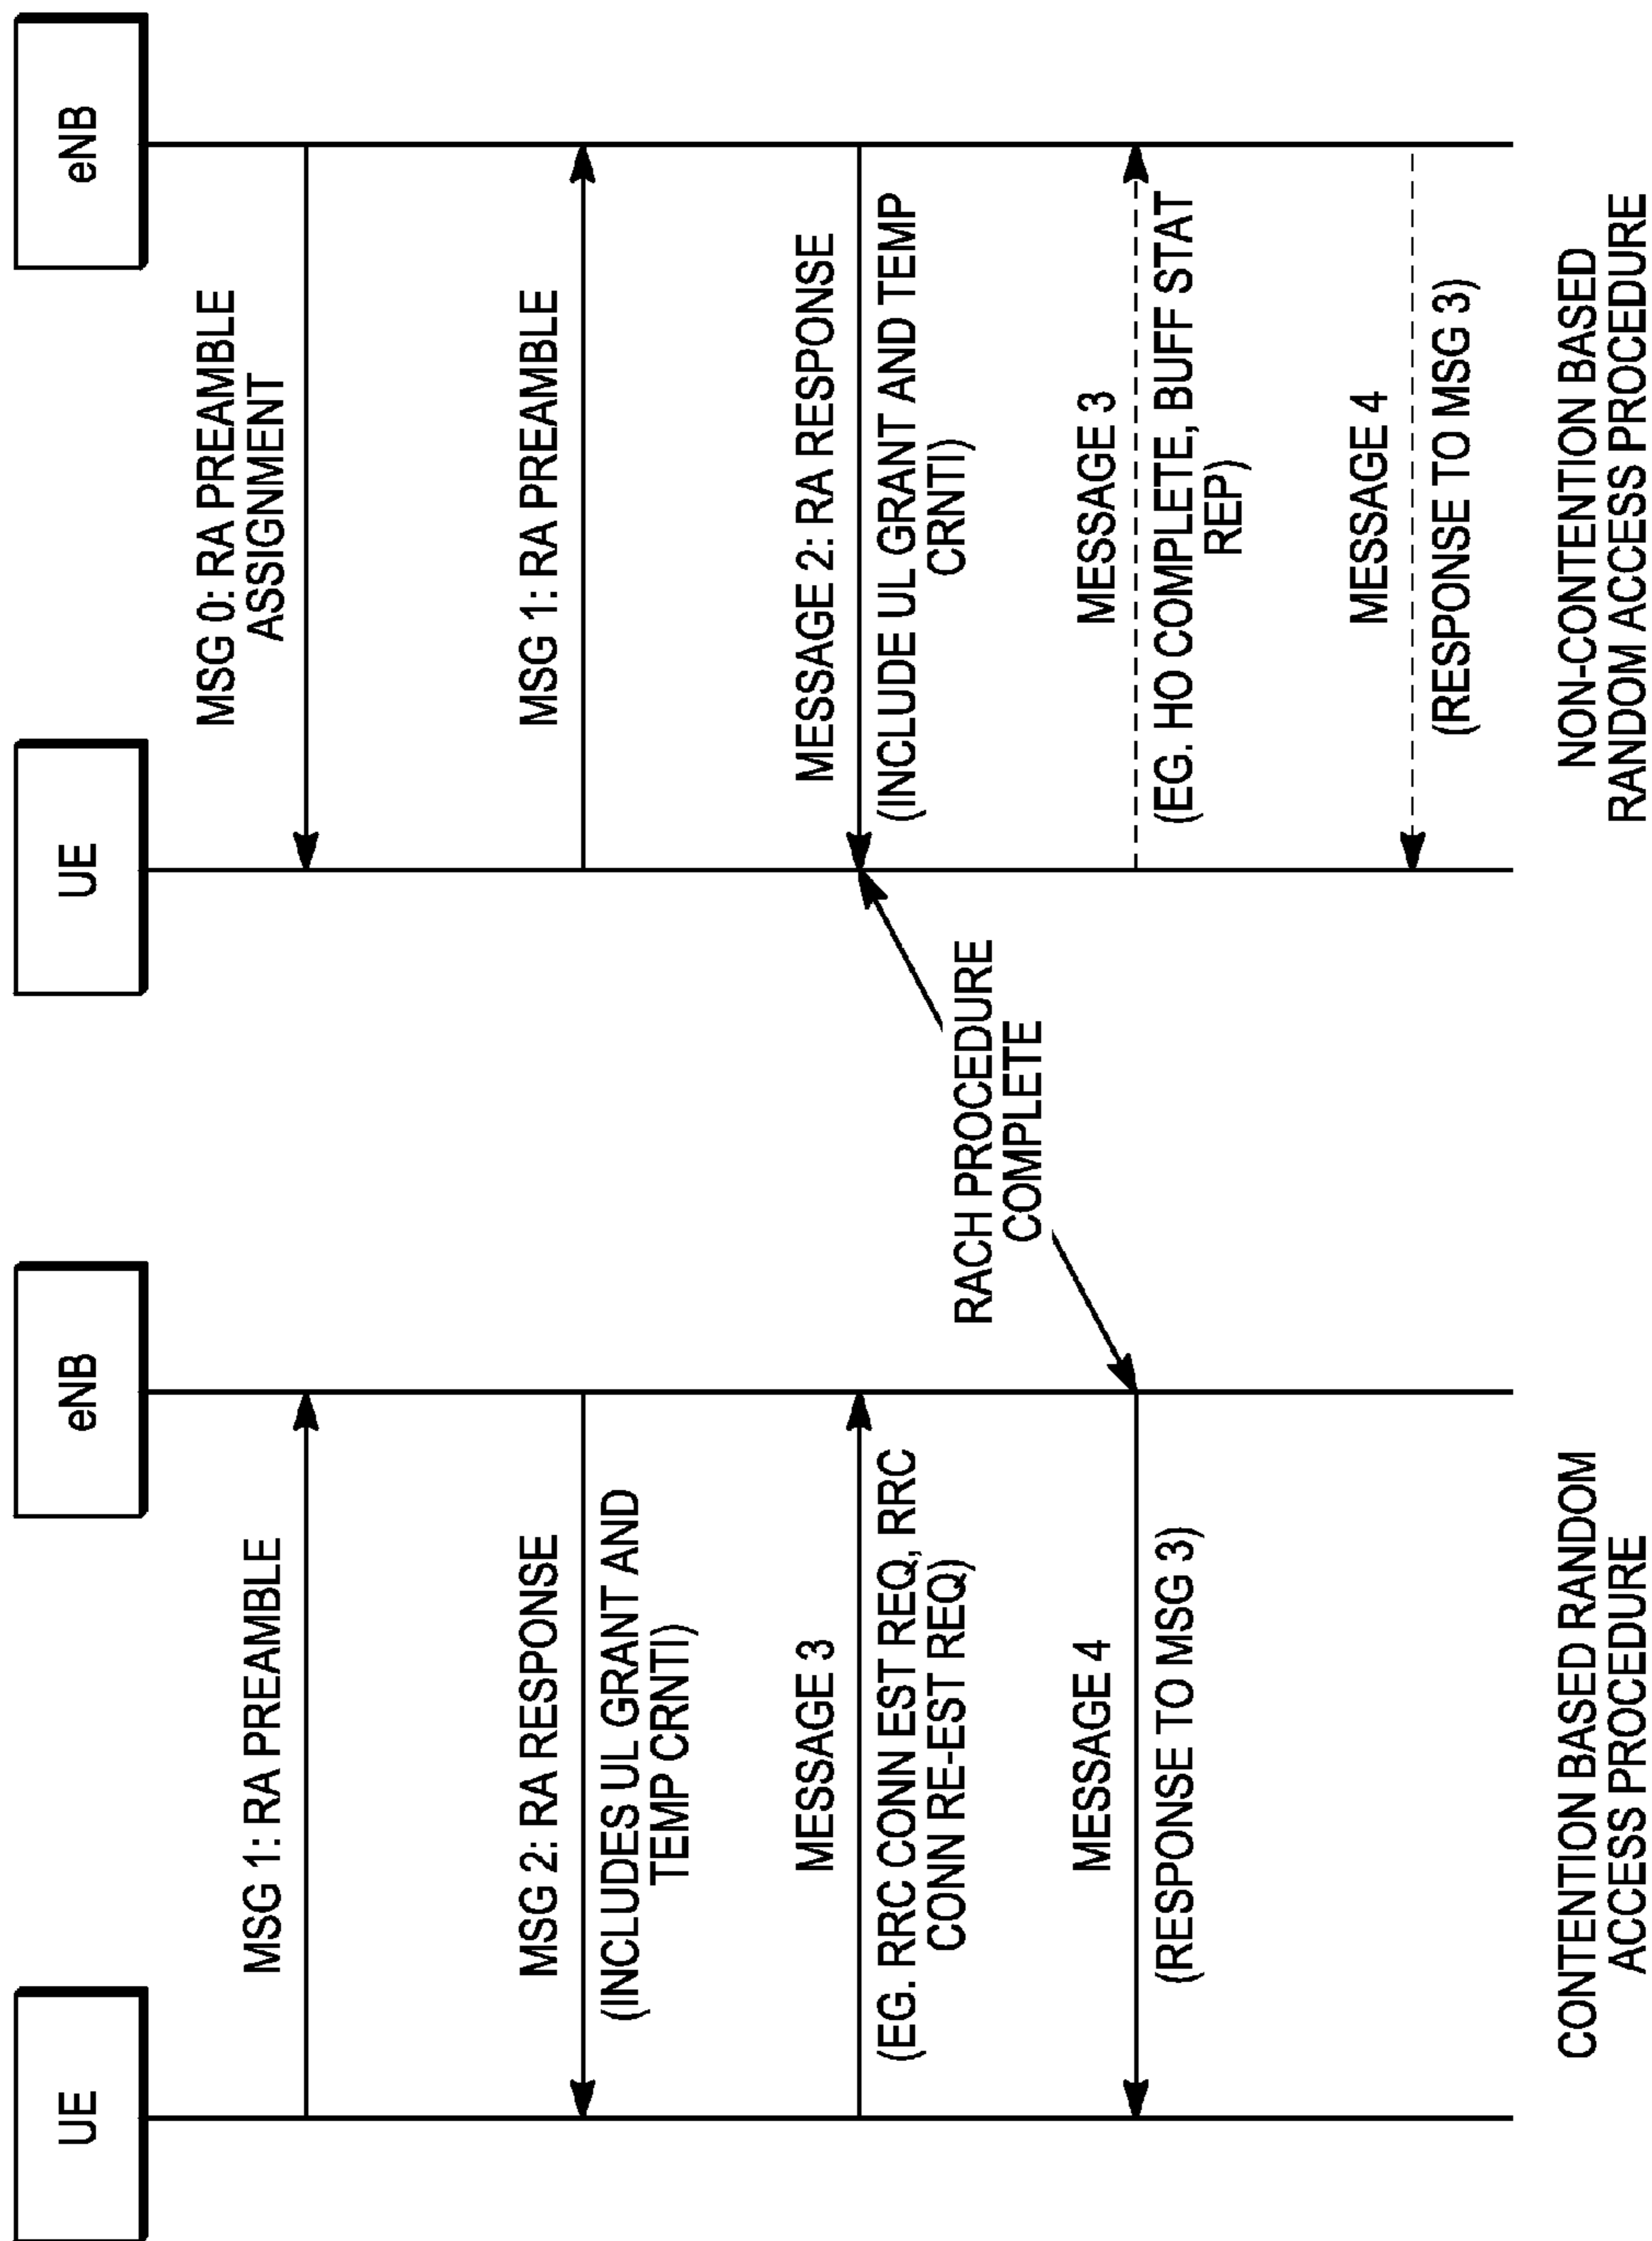 UE
eNB
MSG 1: RA PREAMBLE
MSG 2: RA RESPONSE
(INCLUDES UL GRANT AND
TEMP CRNTI)
MESSAGE 3
(EG. RRC CONN EST REQ, RRC
CONN RE-EST REQ)
MESSAGE 4
(RESPONSE TO MSG 3)
CONTENTION BASED RANDOM
ACCESS PROCEDURE
RACH PROCEDURE
COMPLETE
UE
eNB
MSG 0: RA PREAMBLE
ASSIGNMENT
MSG 1: RA PREAMBLE
MESSAGE 2: RA RESPONSE
(INCLUDE UL GRANT AND TEMP
CRNTI)
MESSAGE 3
(EG. HO COMPLETE, BUFF STAT
REP)
MESSAGE 4
(RESPONSE TO MSG 3)
NON-CONTENTION BASED
RANDOM ACCESS PROCEDURE